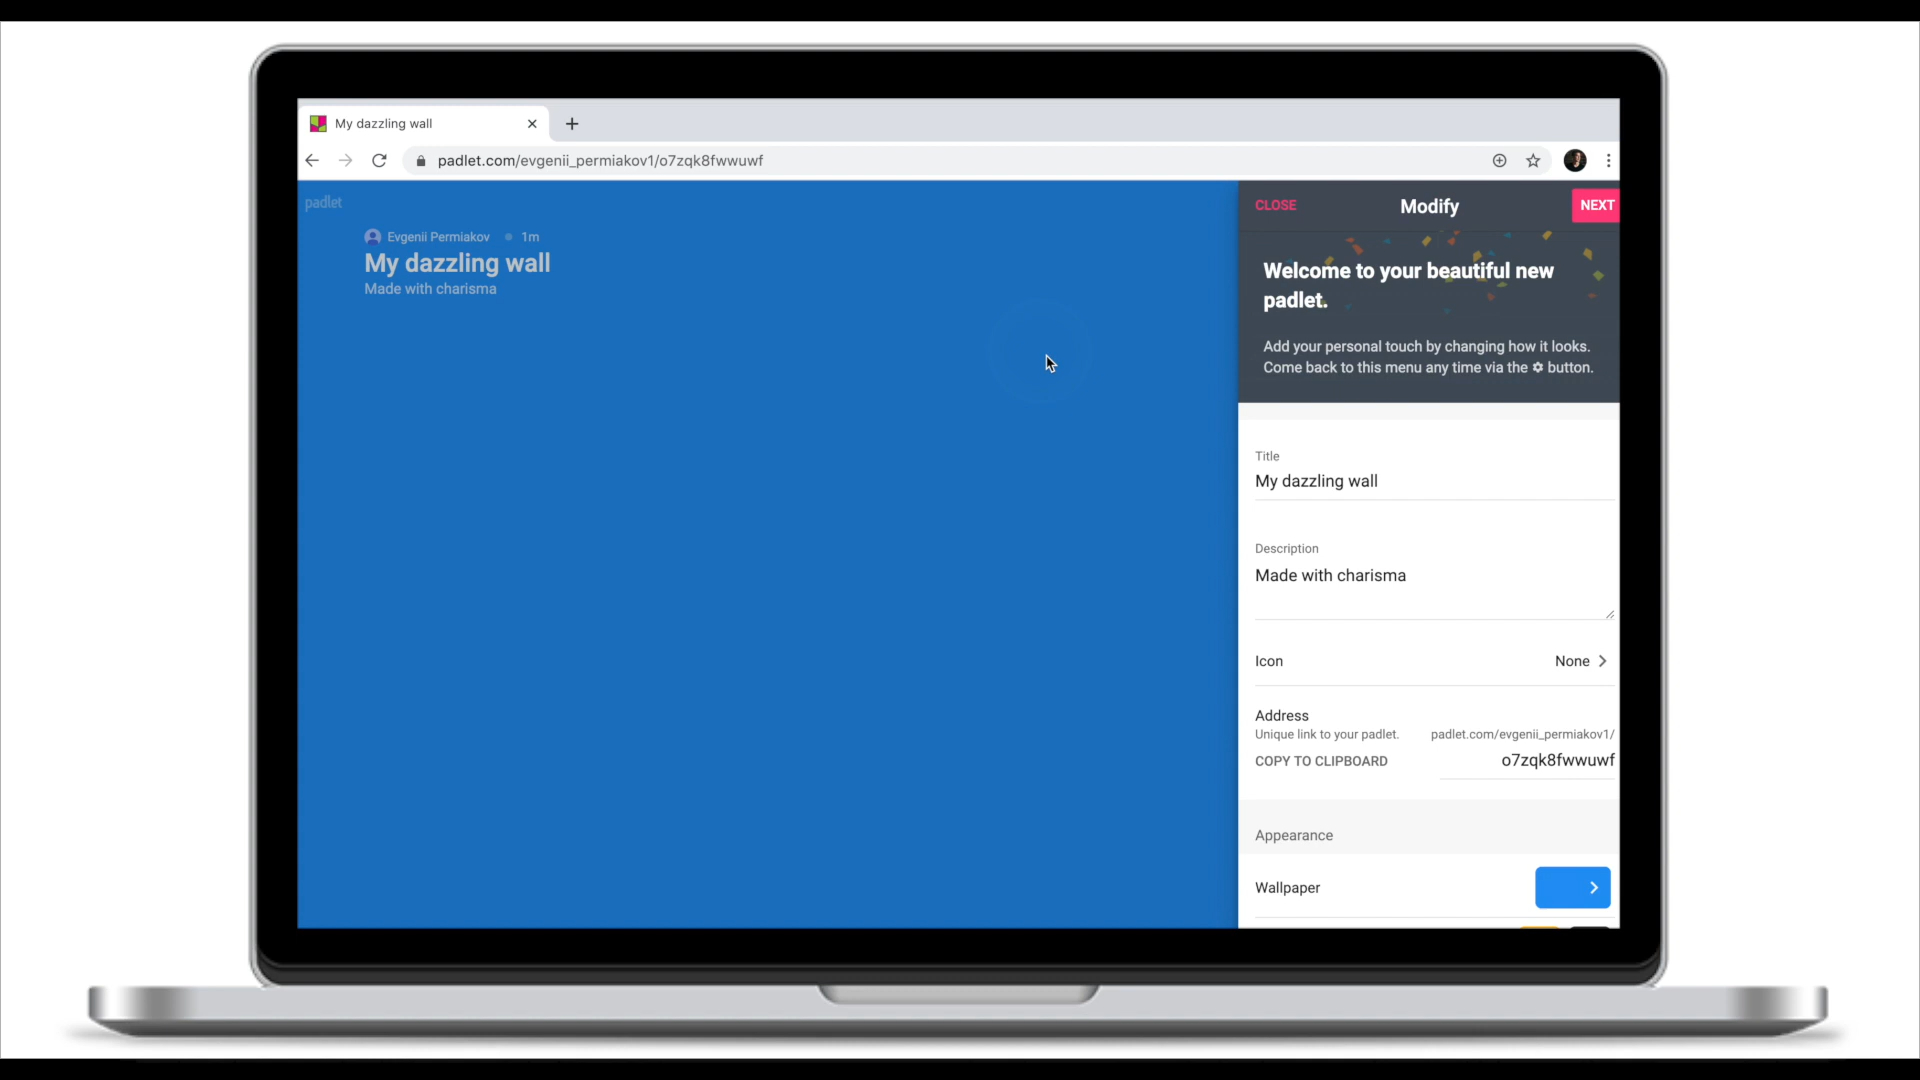 My dazzling wall
padlet.com/evgenii_permiakov1/o7zqk8fwwuwf
padlet
Evgenii Permiakov 1m
My dazzling wall
Made with charisma
CLOSE
Modify
NEXT
Welcome to your beautiful new
padlet.
Add your personal touch by changing how it looks.
Come back to this menu any time via the button.
Title
My dazzling wall
Description
Made with charisma
Icon
None
Address
Unique link to your padlet.
padlet.com/evgenii_permiakov1/
COPY TO CLIPBOARD
o7zqk8fwwuwf
Appearance
Wallpaper